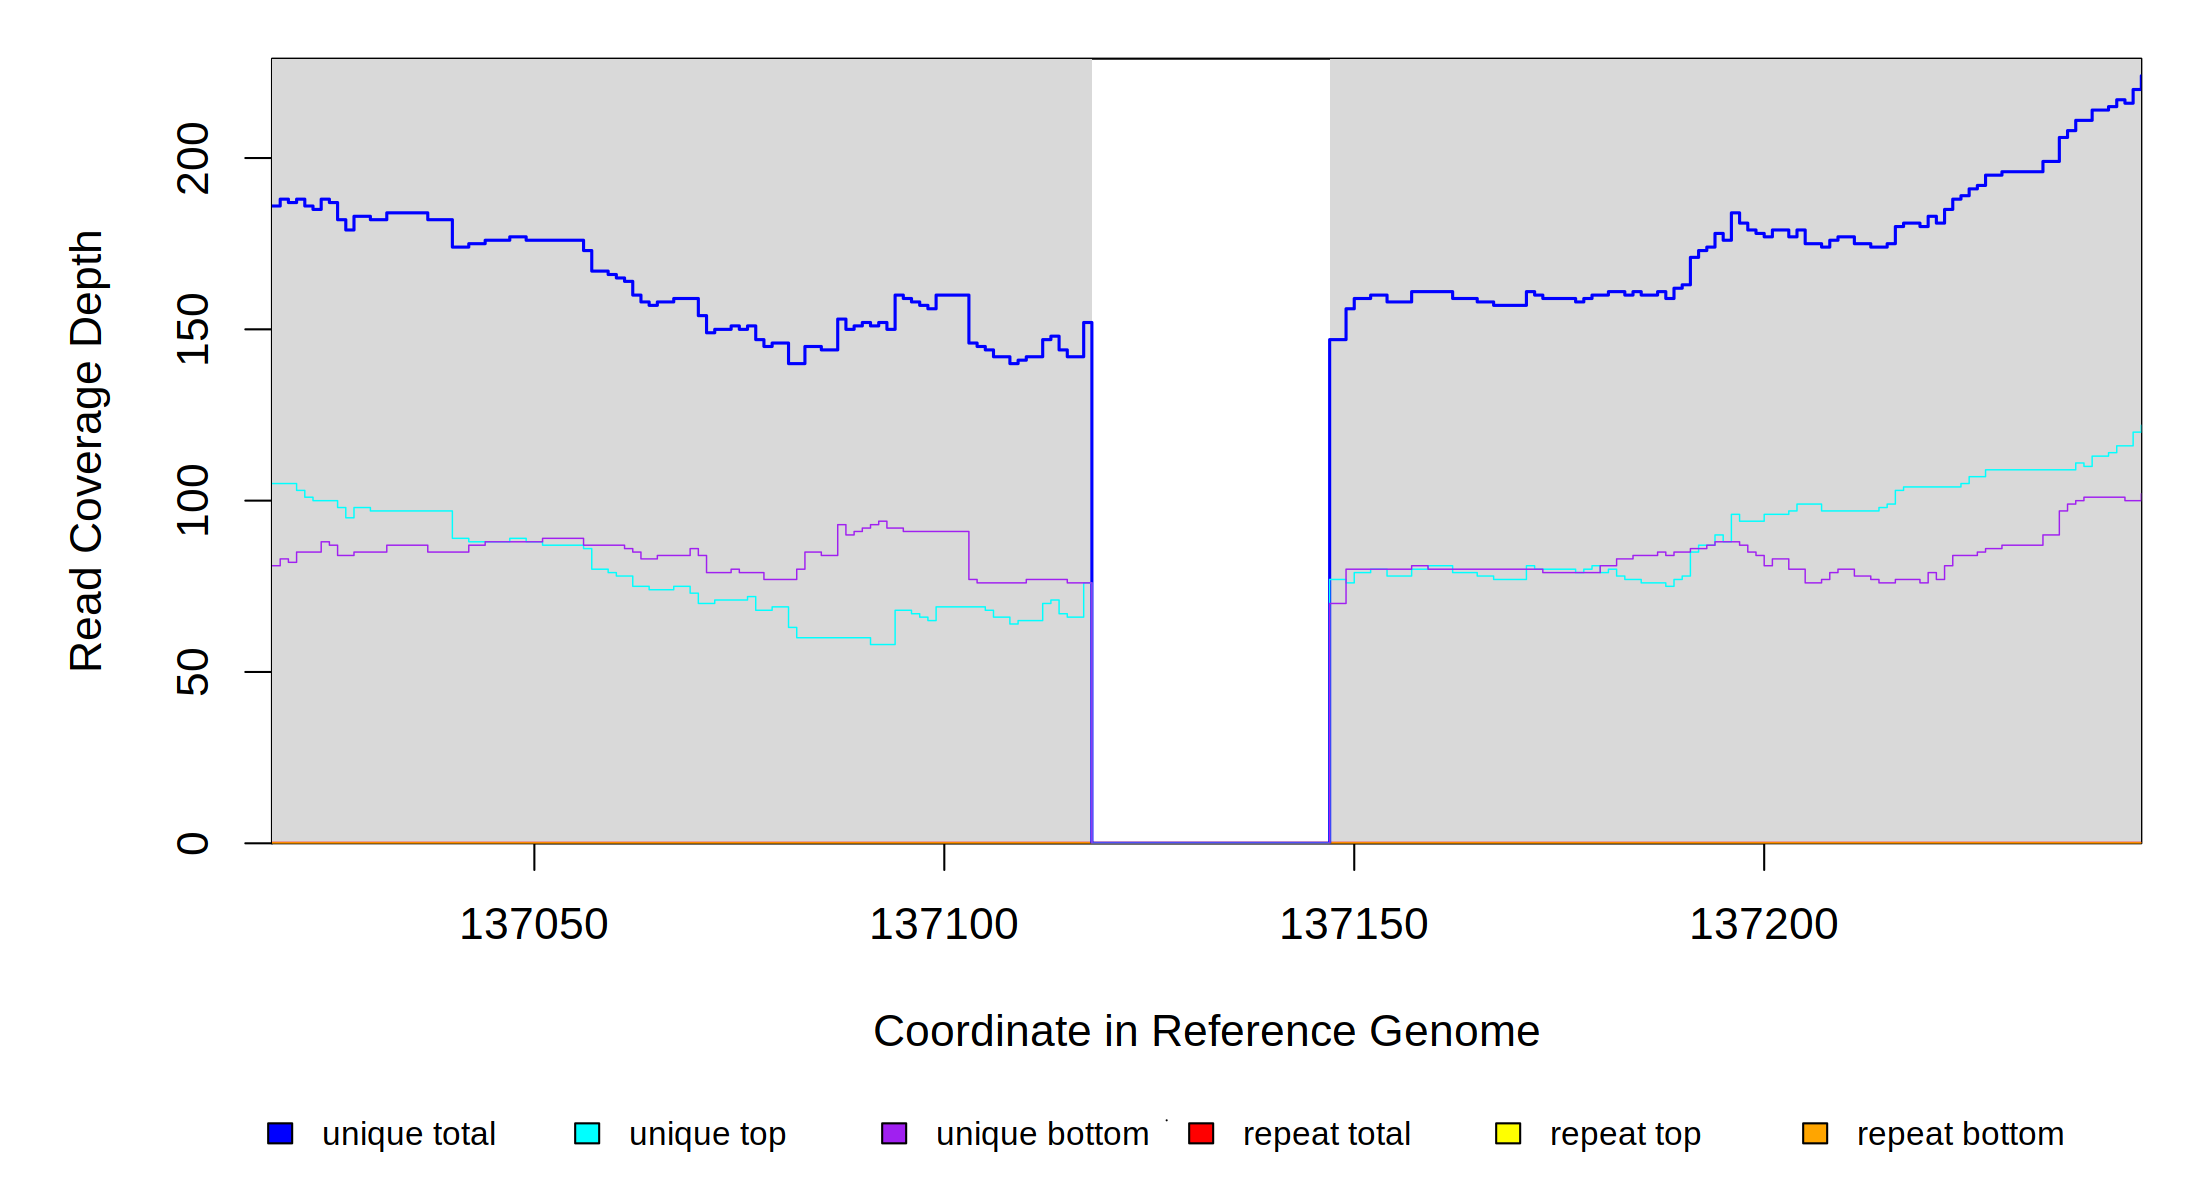 Read Coverage Depth
200
150
100
50
0
137050 137100 137150 137200
Coordinate in Reference Genome
unique total unique top unique bottom repeat total repeat top repeat bottom